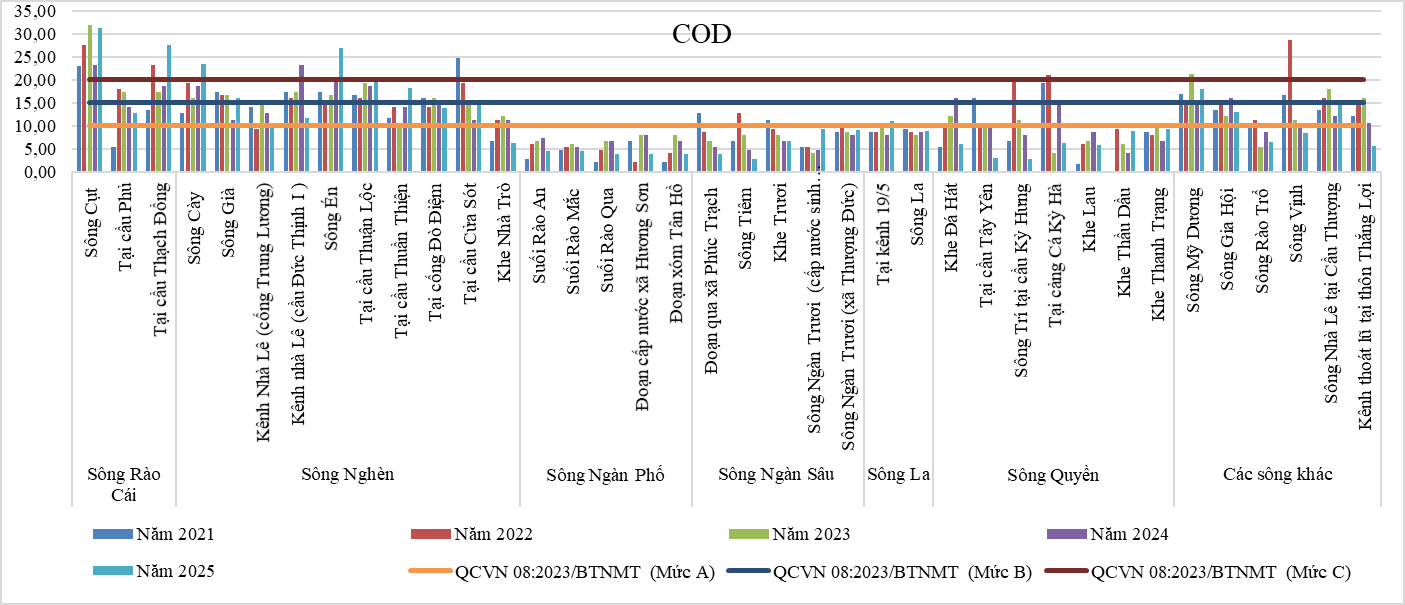 COD
35,00
30,00
25,00
20,00
15,00
10,00
5,00
0,00
Sông Cụt
Tại cầu Phủ
Tại cầu Thạch Đồng
Sông Cày
Sông Già
Kênh Nhà Lê (cống Trung Lương)
Kênh nhà Lê (cầu Đức Thịnh I )
Sông Én
Tại cầu Thuận Lộc
Tại cầu Thuần Thiện
Tại cống Đò Điệm
Tại cầu Cửa Sót
Khe Nhà Trò
Suối Rào An
Suối Rào Mắc
Suối Rào Qua
Đoạn cấp nước xã Hương Sơn
Đoạn xóm Tân Hồ
Đoạn qua xã Phúc Trạch
Sông Tiêm
Khe Trươi
Sông Ngàn Trươi (cấp nước sinh…
Sông Ngàn Trươi (xã Thượng Đức)
Tại kênh 19/5
Sông La
Khe Đá Hát
Tại cầu Tây Yên
Sông Trí tại cầu Kỳ Hưng
Tại cảng Cá Kỳ Hà
Khe Lau
Khe Thầu Dầu
Khe Thanh Trạng
Sông Mỹ Dương
Sông Gia Hội
Sông Rào Trổ
Sông Vịnh
Sông Nhà Lê tại Cầu Thượng
Kênh thoát lũ tại thôn Thắng Lợi
Sông Rào
Cái
Sông Nghèn
Sông Ngàn Phố
Sông Ngàn Sâu
Sông La
Sông Quyền
Các sông khác
Năm 2021
Năm 2022
Năm 2023
Năm 2024
Năm 2025
QCVN 08:2023/BTNMT (Mức A)
QCVN 08:2023/BTNMT (Mức B)
QCVN 08:2023/BTNMT (Mức C)